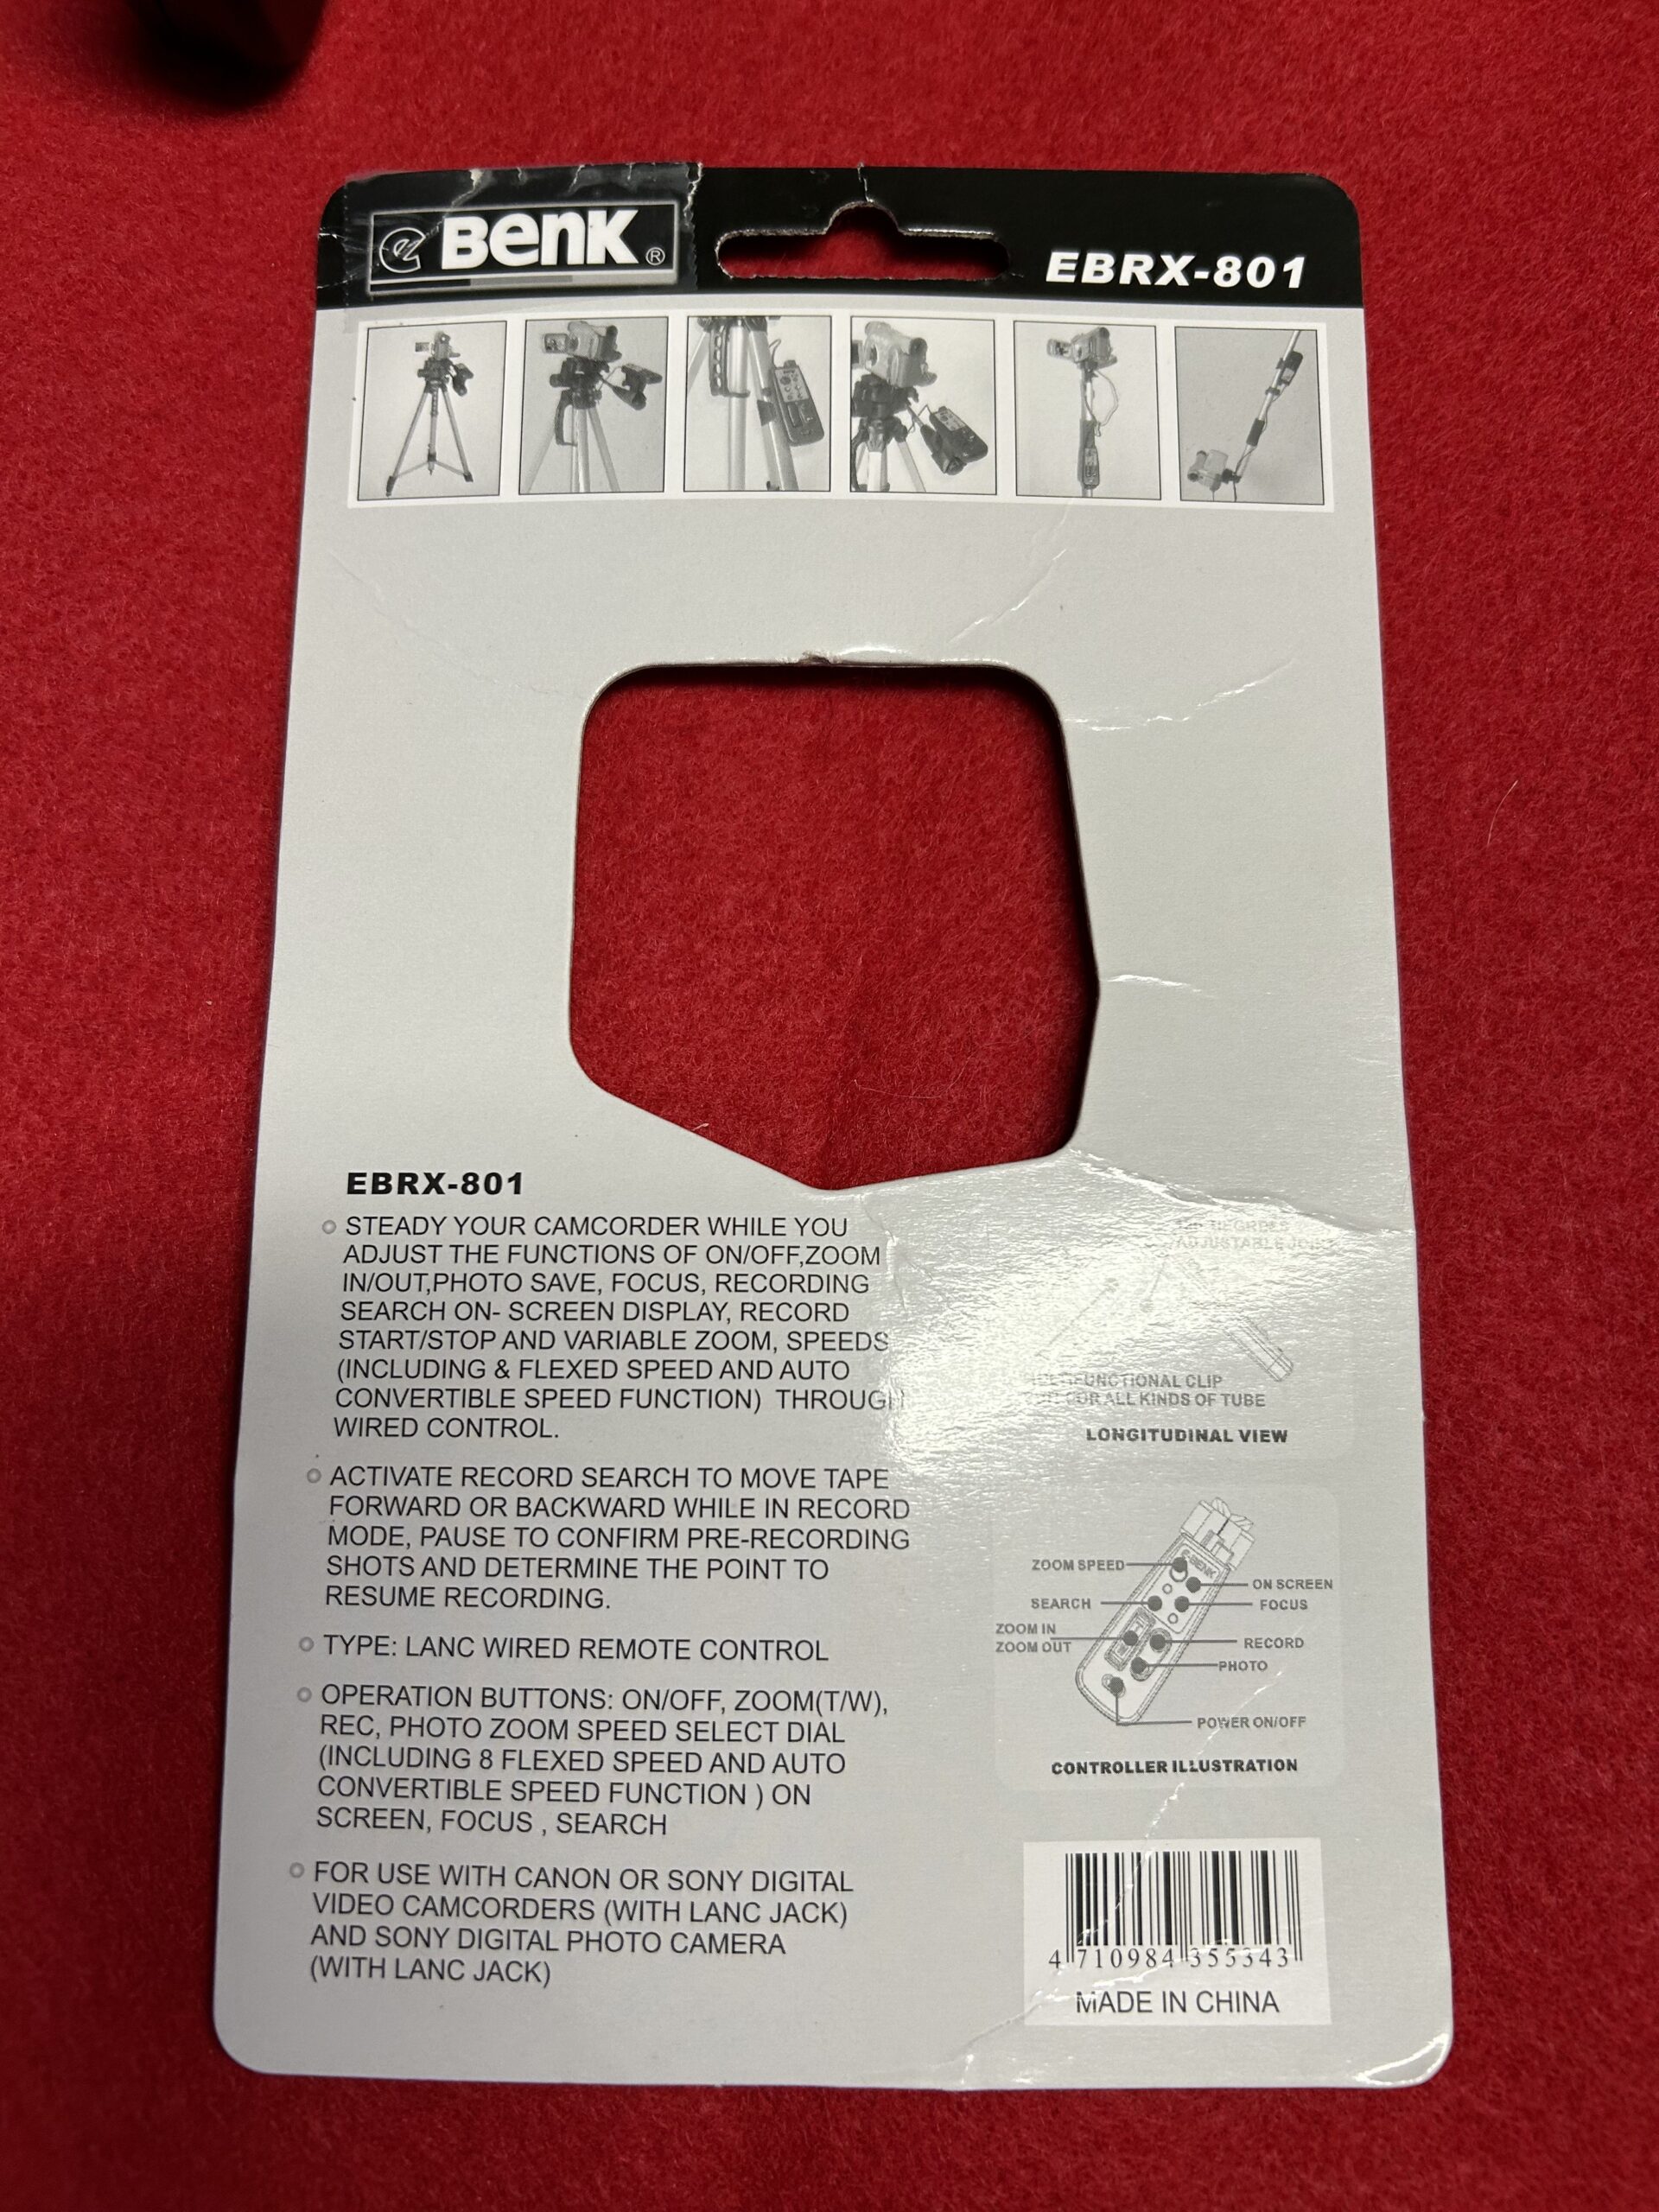 eBenk®
EBRX-801
EBRX-801
STEADY YOUR CAMCORDER WHILE YOU
ADJUST THE FUNCTIONS OF ON/OFF,ZOOM
IN/OUT,PHOTO SAVE, FOCUS, RECORDING
SEARCH ON- SCREEN DISPLAY, RECORD
START/STOP AND VARIABLE ZOOM, SPEEDS
(INCLUDING & FLEXED SPEED AND AUTO
CONVERTIBLE SPEED FUNCTION) THROUGH
WIRED CONTROL.
ACTIVATE RECORD SEARCH TO MOVE TAPE
FORWARD OR BACKWARD WHILE IN RECORD
MODE, PAUSE TO CONFIRM PRE-RECORDING
SHOTS AND DETERMINE THE POINT TO
RESUME RECORDING.
TYPE: LANC WIRED REMOTE CONTROL
OPERATION BUTTONS: ON/OFF, ZOOM(T/W),
REC, PHOTO ZOOM SPEED SELECT DIAL
(INCLUDING 8 FLEXED SPEED AND AUTO
CONVERTIBLE SPEED FUNCTION ) ON
SCREEN, FOCUS , SEARCH
FOR USE WITH CANON OR SONY DIGITAL
VIDEO CAMCORDERS (WITH LANC JACK)
AND SONY DIGITAL PHOTO CAMERA
(WITH LANC JACK)
DEGREES
ADJUSTABLE JOINT
CLIP
FOR ALL KINDS OF TUBE
LONGITUDINAL VIEW
e-BENK
ZOOM SPEED
ON SCREEN
SEARCH
FOCUS
ZOOM IN
ZOOM OUT
RECORD
PHOTO
POWER ON/OFF
CONTROLLER ILLUSTRATION
4 710984 355343
MADE IN CHINA